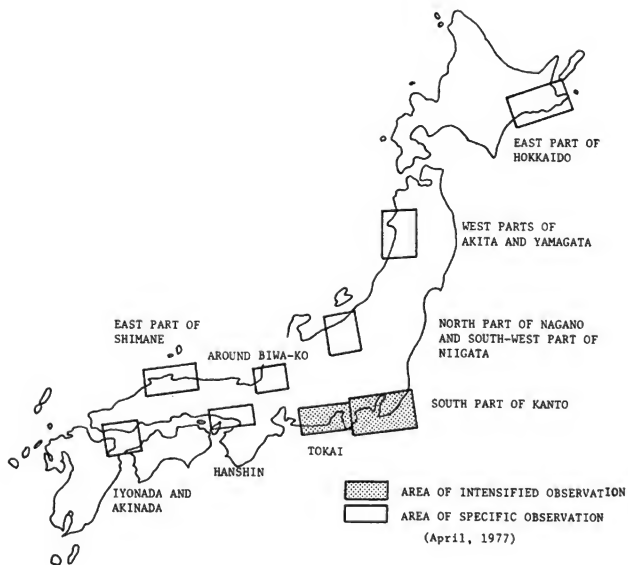 EAST PART OF
HOKKAIDO
WEST PARTS OF
AKITA AND YAMAGATA
NORTH PART OF NAGANO
AND SOUTH-WEST PART OF
NIIGATA
EAST PART OF
SHIMANE
AROUND BIWA-KO
SOUTH PART OF KANTO
TOKAI
HANSHIN
IYONADA AND
AKINADA
AREA OF INTENSIFIED OBSERVATION
AREA OF SPECIFIC OBSERVATION
(April, 1977)